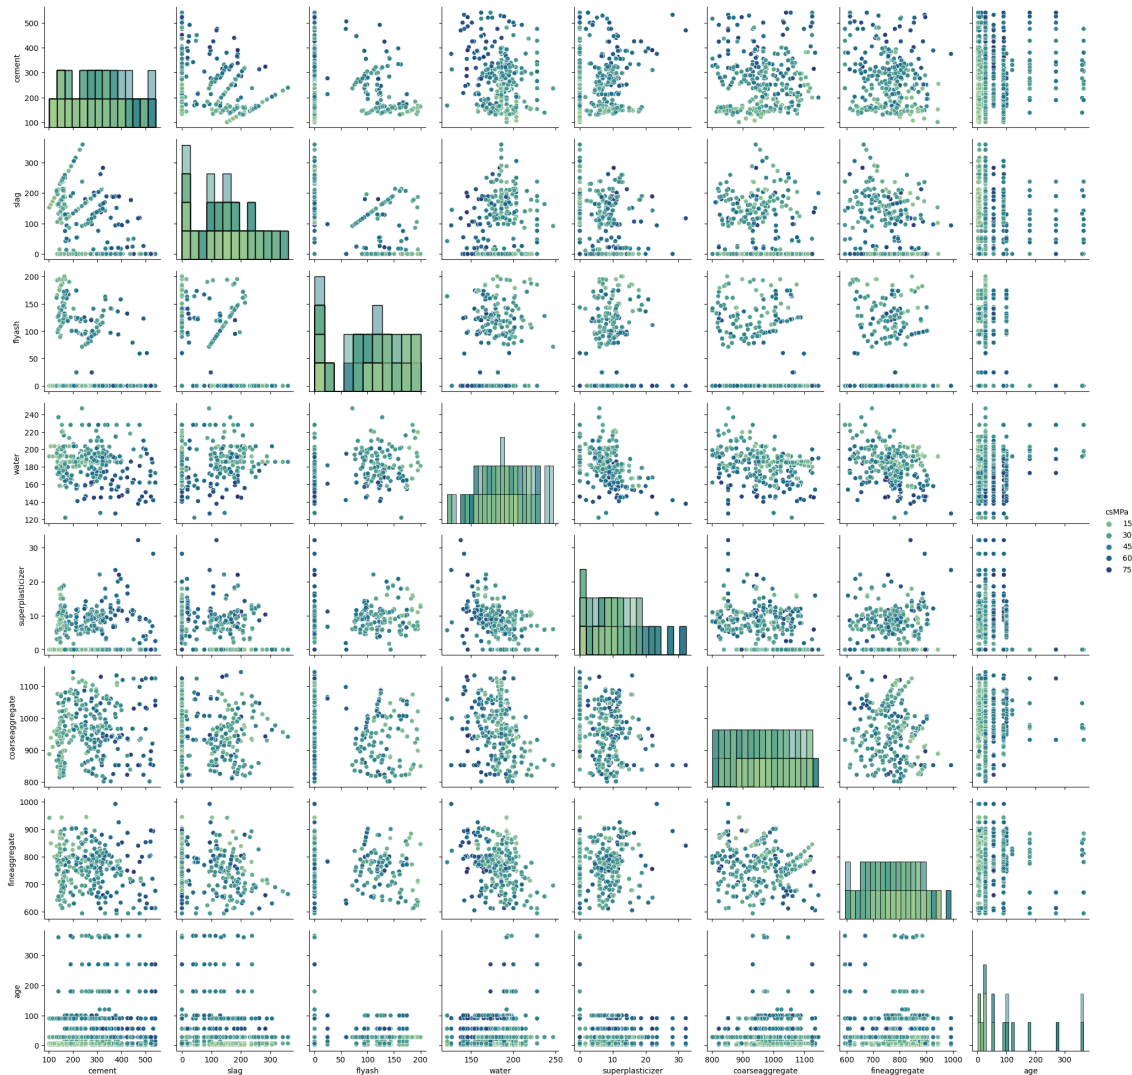 500
400
300
200
100
cement
300
200
100
0
slag
200
150
100
50
0
flyash
240
220
200
180
160
140
120
water
csMPa
15
30
45
60
75
30
20
10
0
superplasticizer
1100
1000
900
800
coarseaggregate
1000
900
800
700
600
fineaggregate
300
200
100
0
age
100 200 300 400 500
cement
0 100 200 300
slag
0 50 100 150 200
flyash
150 200 250
water
0 10 20 30
superplasticizer
800 900 1000 1100
coarseaggregate
600 700 800 900 1000
fineaggregate
0 100 200 300
age